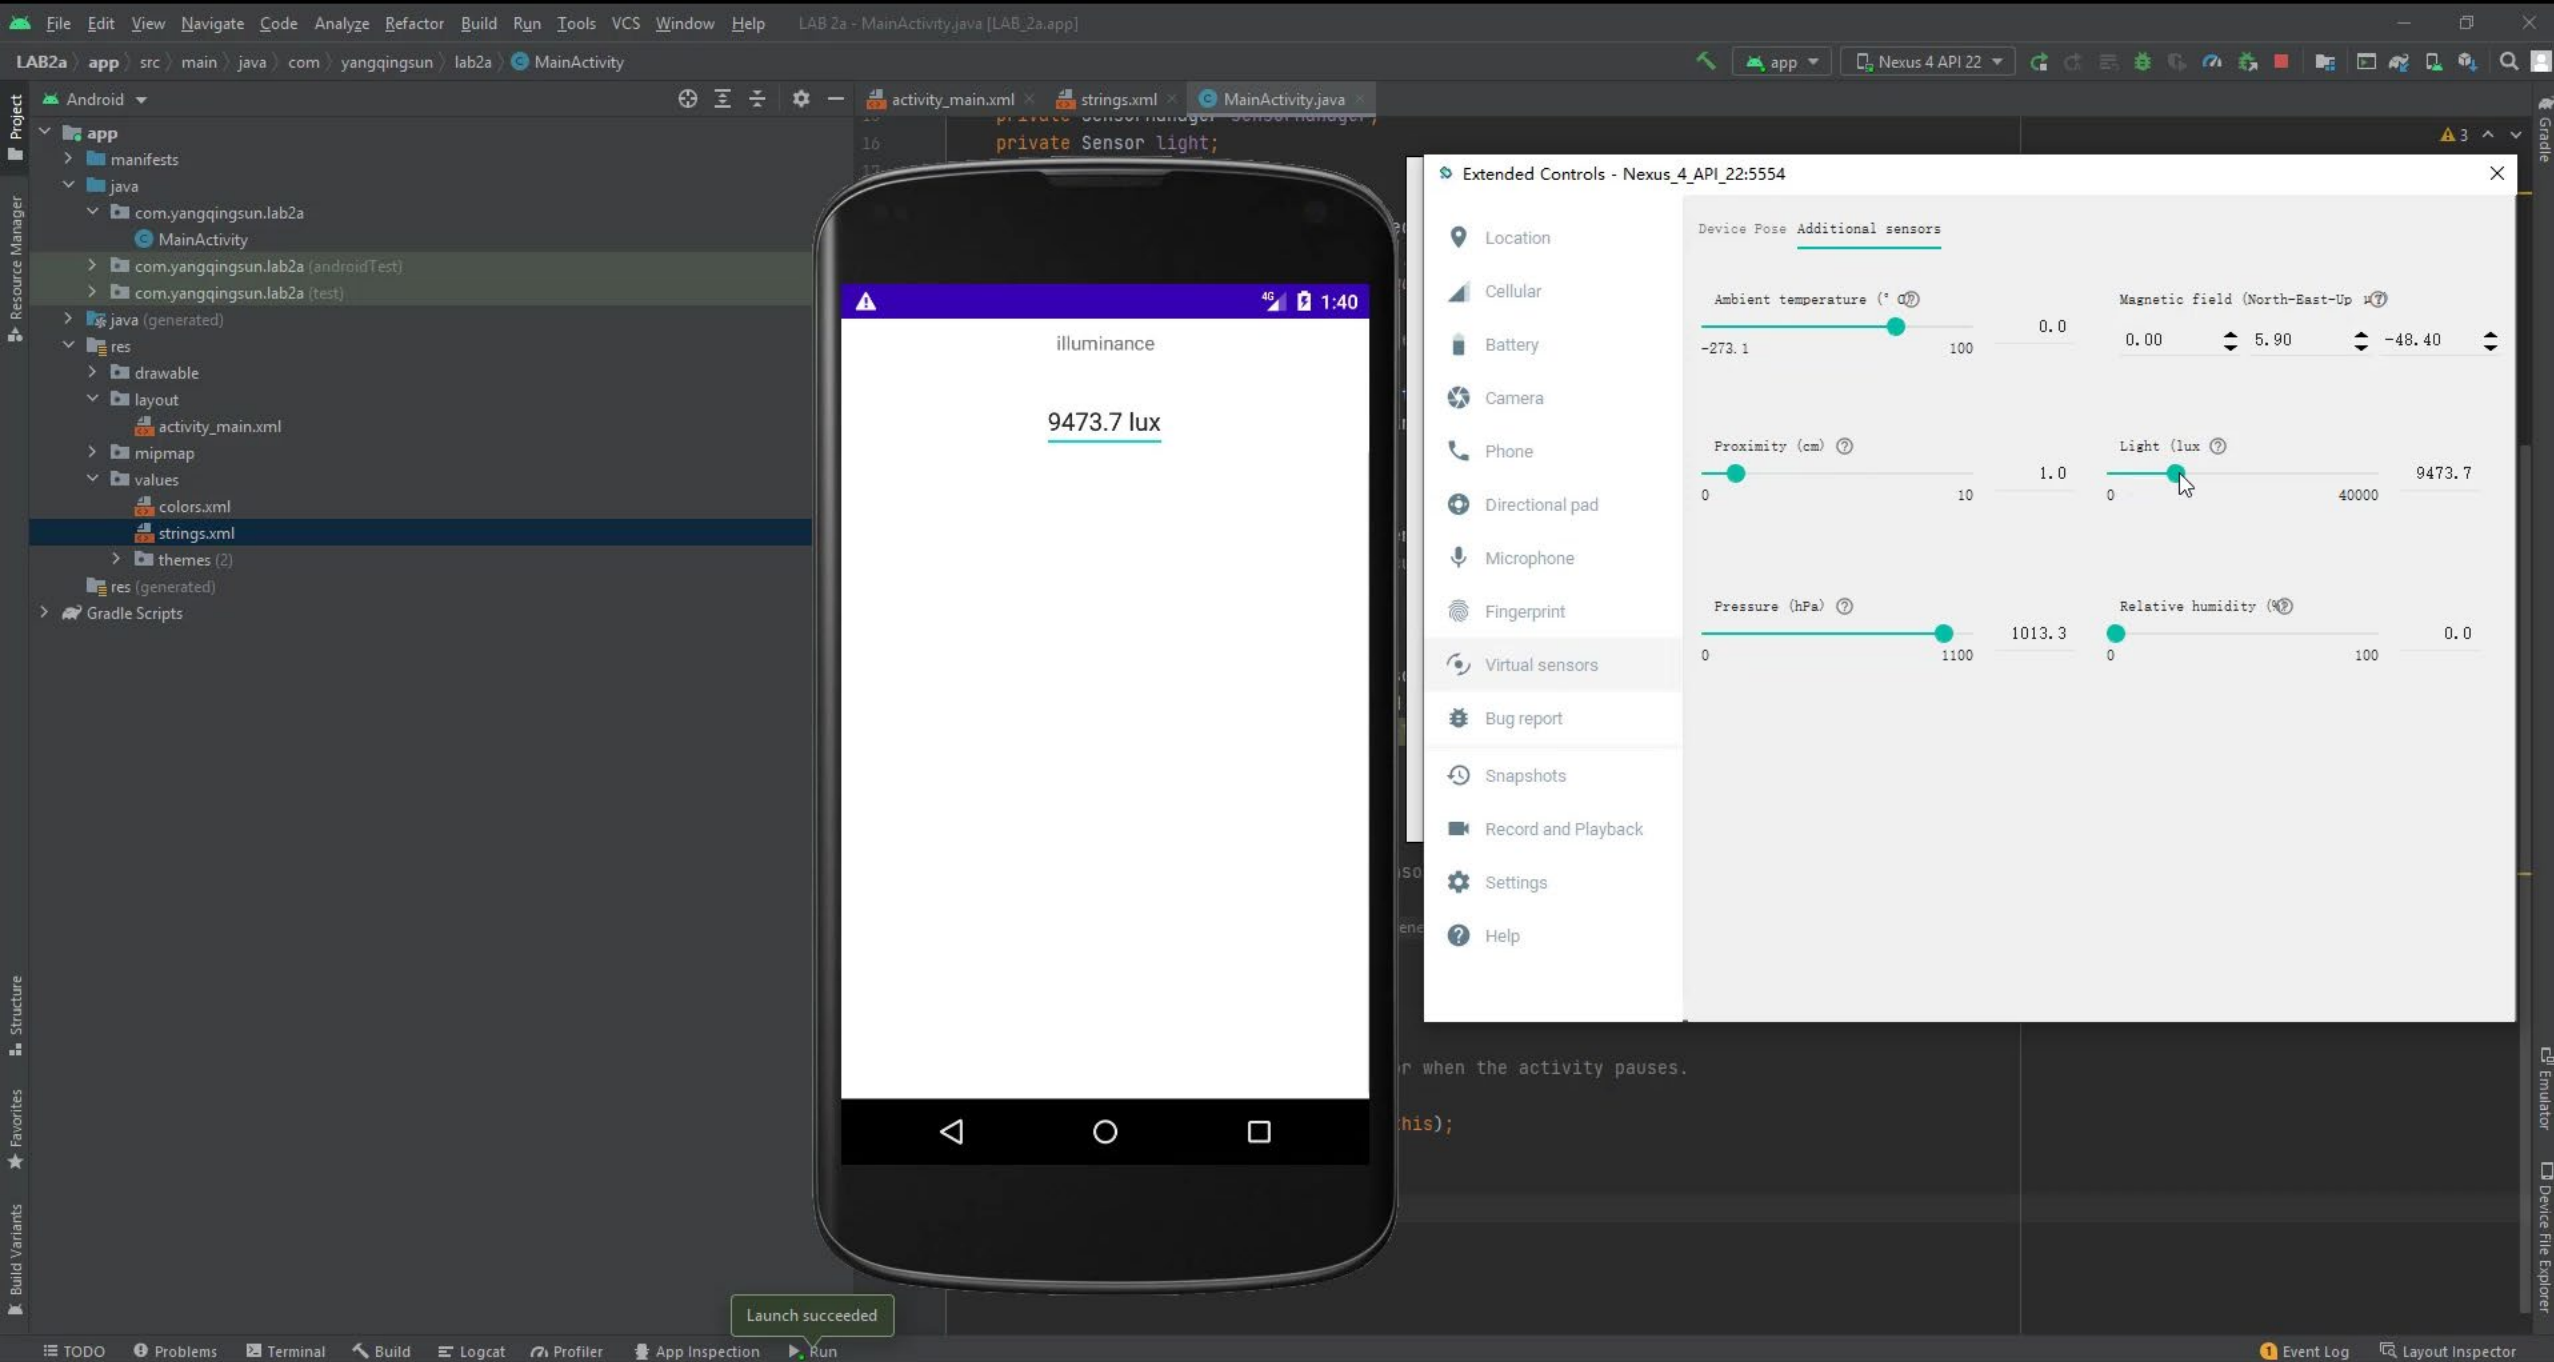 File Edit View Navigate Code Analyze Refactor Build Run Tools VCS Window Help LAB 2a - MainActivity.java [LAB_2a.app]
LAB2a app src main java com yangqingsun lab2a MainActivity
app Nexus 4 API 22
Android
activity_main.xml strings.xml MainActivity.java
app
manifests
java
com.yangqingsun.lab2a
MainActivity
com.yangqingsun.lab2a (androidTest)
com.yangqingsun.lab2a (test)
java (generated)
res
drawable
layout
activity_main.xml
mipmap
values
colors.xml
strings.xml
themes (2)
res (generated)
Gradle Scripts
Project
Resource Manager
Structure
Favorites
Build Variants
15 private SensorManager sensorManager;
16 private Sensor light;
17
3
4G 1:40
illuminance
9473.7 lux
Extended Controls - Nexus_4_API_22:5554
Location
Cellular
Battery
Camera
Phone
Directional pad
Microphone
Fingerprint
Virtual sensors
Bug report
Snapshots
Record and Playback
Settings
Help
Device Pose Additional sensors
Ambient temperature (°
0.0
-273.1 100
Magnetic field (North-East-Up
0.00 5.90 -48.40
Proximity (cm)
1.0
0 10
Light (lux
9473.7
0 40000
Pressure (hPa)
1013.3
0 1100
Relative humidity (%
0.0
0 100
r when the activity pauses.
this);
Gradle
Emulator
Device File Explorer
Launch succeeded
TODO Problems Terminal Build Logcat Profiler App Inspection Run
1 Event Log Layout Inspector